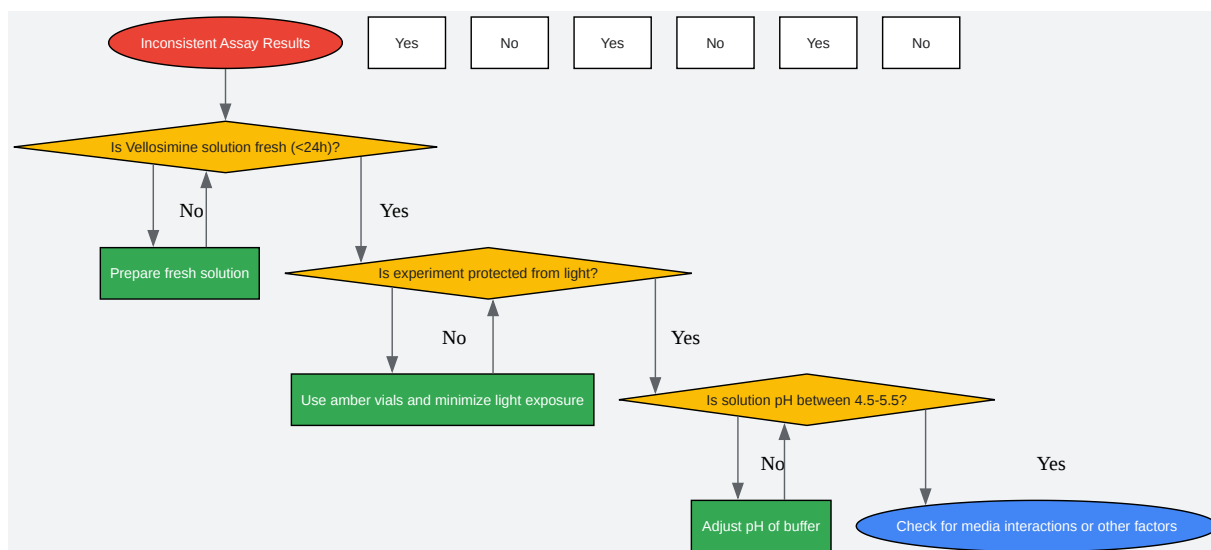 Inconsistent Assay Results
Yes
No
Yes
No
Yes
No
Is Vellosimine solution fresh (<24h)?
No
Yes
Prepare fresh solution
Is experiment protected from light?
No
Yes
Use amber vials and minimize light exposure
Is solution pH between 4.5-5.5?
No
Yes
Adjust pH of buffer
Check for media interactions or other factors